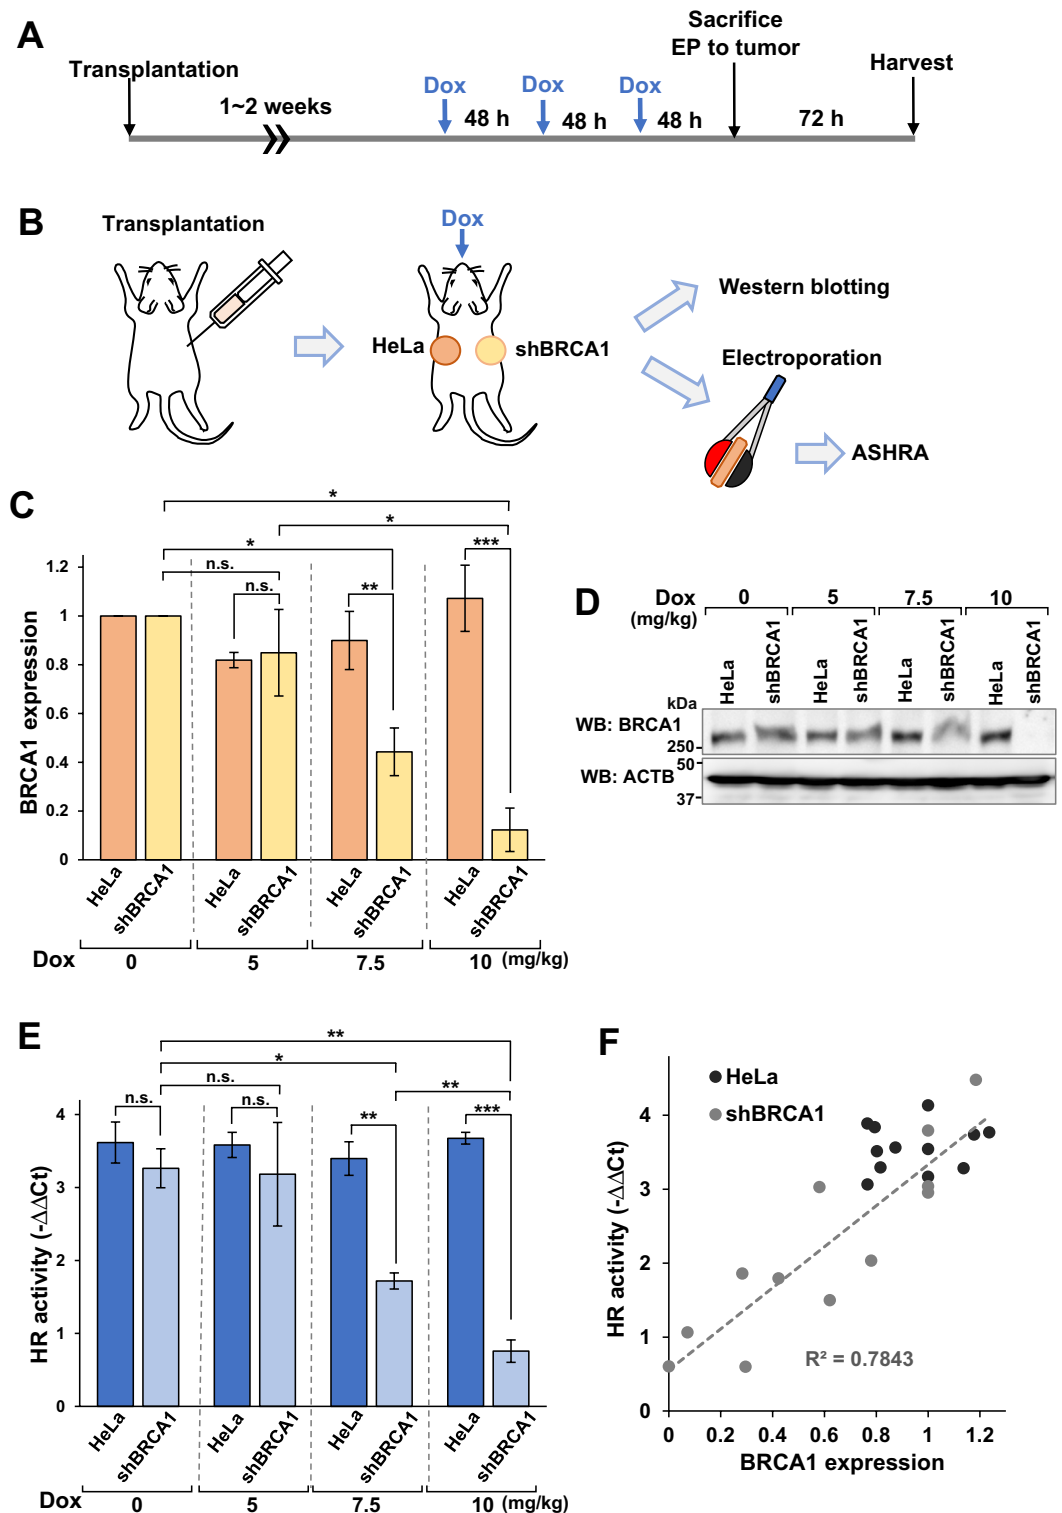 A
Transplantation
1~2 weeks
Dox
48 h
Dox
48 h
Dox
48 h
Sacrifice
EP to tumor
72 h
Harvest
B
Transplantation
Dox
HeLa
shBRCA1
Western blotting
Electroporation
ASHRA
C
*
*
*
n.s.
n.s.
**
***
BRCA1 expression
1.2
1
0.8
0.6
0.4
0.2
0
HeLa
shBRCA1
HeLa
shBRCA1
HeLa
shBRCA1
HeLa
shBRCA1
Dox
0
5
7.5
10 (mg/kg)
D
Dox
(mg/kg)
0
5
7.5
10
HeLa
shBRCA1
HeLa
shBRCA1
HeLa
shBRCA1
HeLa
shBRCA1
kDa
WB: BRCA1
250
50
WB: ACTB
37
E
**
*
n.s.
**
n.s.
n.s.
**
***
HR activity (-ΔΔCt)
4
3
2
1
0
HeLa
shBRCA1
HeLa
shBRCA1
HeLa
shBRCA1
HeLa
shBRCA1
Dox
0
5
7.5
10 (mg/kg)
F
HeLa
shBRCA1
HR activity (-ΔΔCt)
4
3
2
1
0
R² = 0.7843
0 0.2 0.4 0.6 0.8 1 1.2
BRCA1 expression